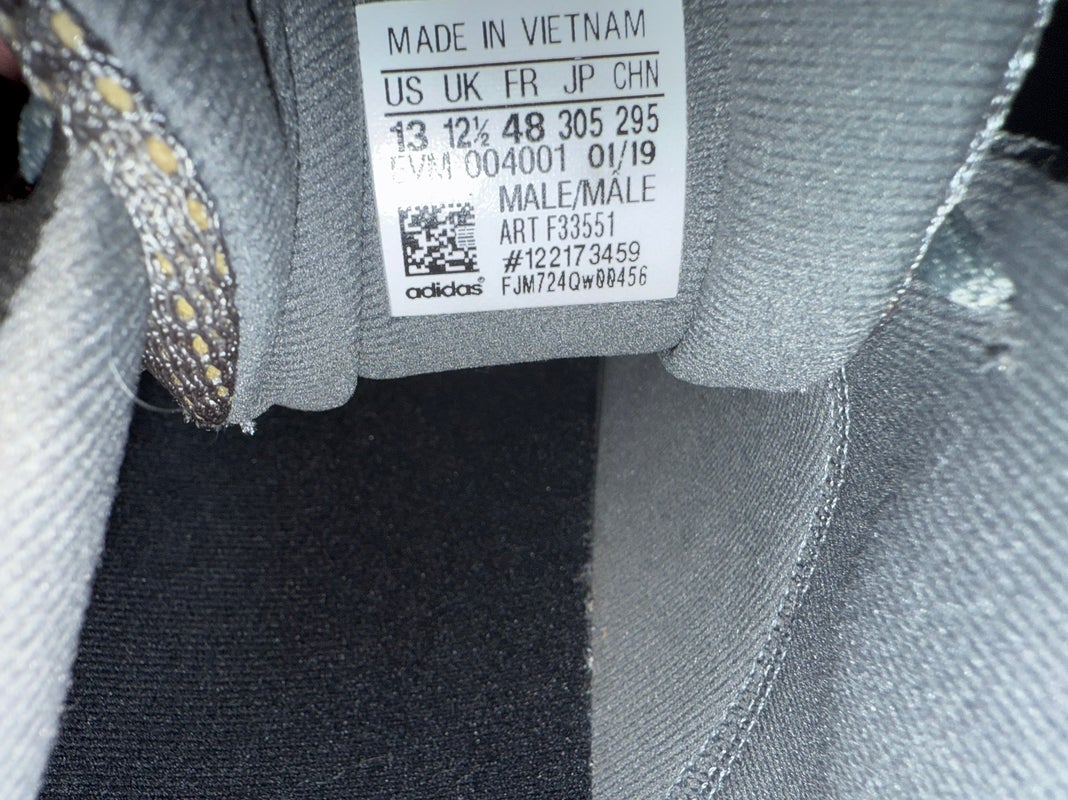 MADE IN VIETNAM
US UK FR JP CHN
13 12½ 48 305 295
EVM 004001 01/19
MALE/MÂLE
ART F33551
#122173459
adidas® FJM724QW00456